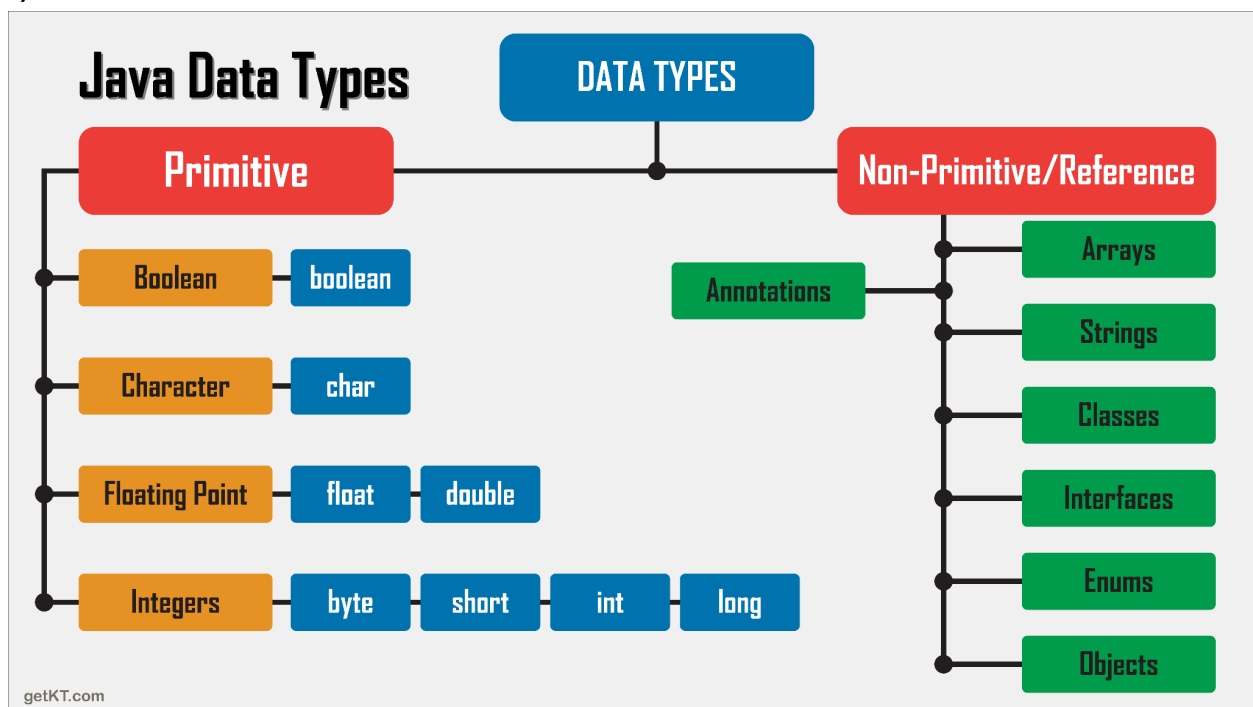 Java Data Types
DATA TYPES
Primitive
Non-Primitive/Reference
Boolean
boolean
Character
char
Floating Point
float
double
Integers
byte
short
int
long
Annotations
Arrays
Strings
Classes
Interfaces
Enums
Objects
getKT.com